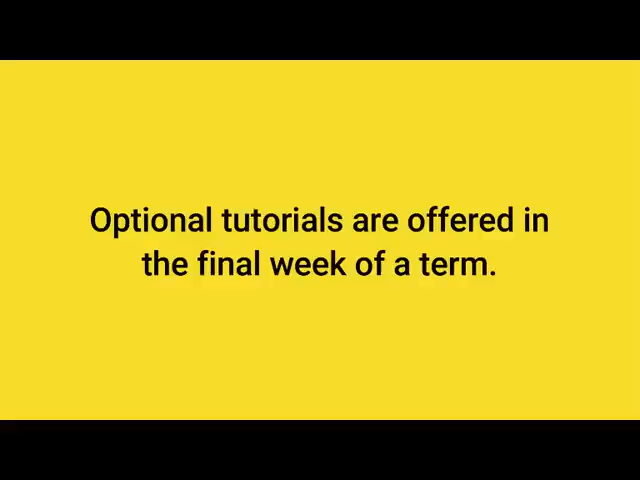 Optional tutorials are offered in
the final week of a term.